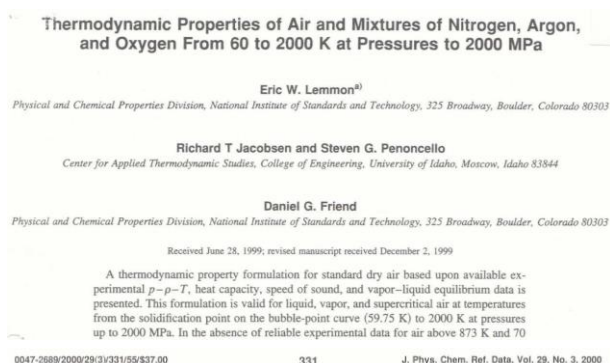 Thermodynamic Properties of Air and Mixtures of Nitrogen, Argon,
and Oxygen From 60 to 2000 K at Pressures to 2000 MPa
Eric W. Lemmon a)
Physical and Chemical Properties Division, National Institute of Standards and Technology, 325 Broadway, Boulder, Colorado 80303
Richard T Jacobsen and Steven G. Penoncello
Center for Applied Thermodynamic Studies, College of Engineering, University of Idaho, Moscow, Idaho 83844
Daniel G. Friend
Physical and Chemical Properties Division, National Institute of Standards and Technology, 325 Broadway, Boulder, Colorado 80303
Received June 28, 1999; revised manuscript received December 2, 1999
A thermodynamic property formulation for standard dry air based upon available ex-
perimental p−ρ−T, heat capacity, speed of sound, and vapor–liquid equilibrium data is
presented. This formulation is valid for liquid, vapor, and supercritical air at temperatures
from the solidification point on the bubble-point curve (59.75 K) to 2000 K at pressures
up to 2000 MPa. In the absence of reliable experimental data for air above 873 K and 70
0047-2689/2000/29(3)/331/55/$37.00 331 J. Phys. Chem. Ref. Data, Vol. 29, No. 3, 2000